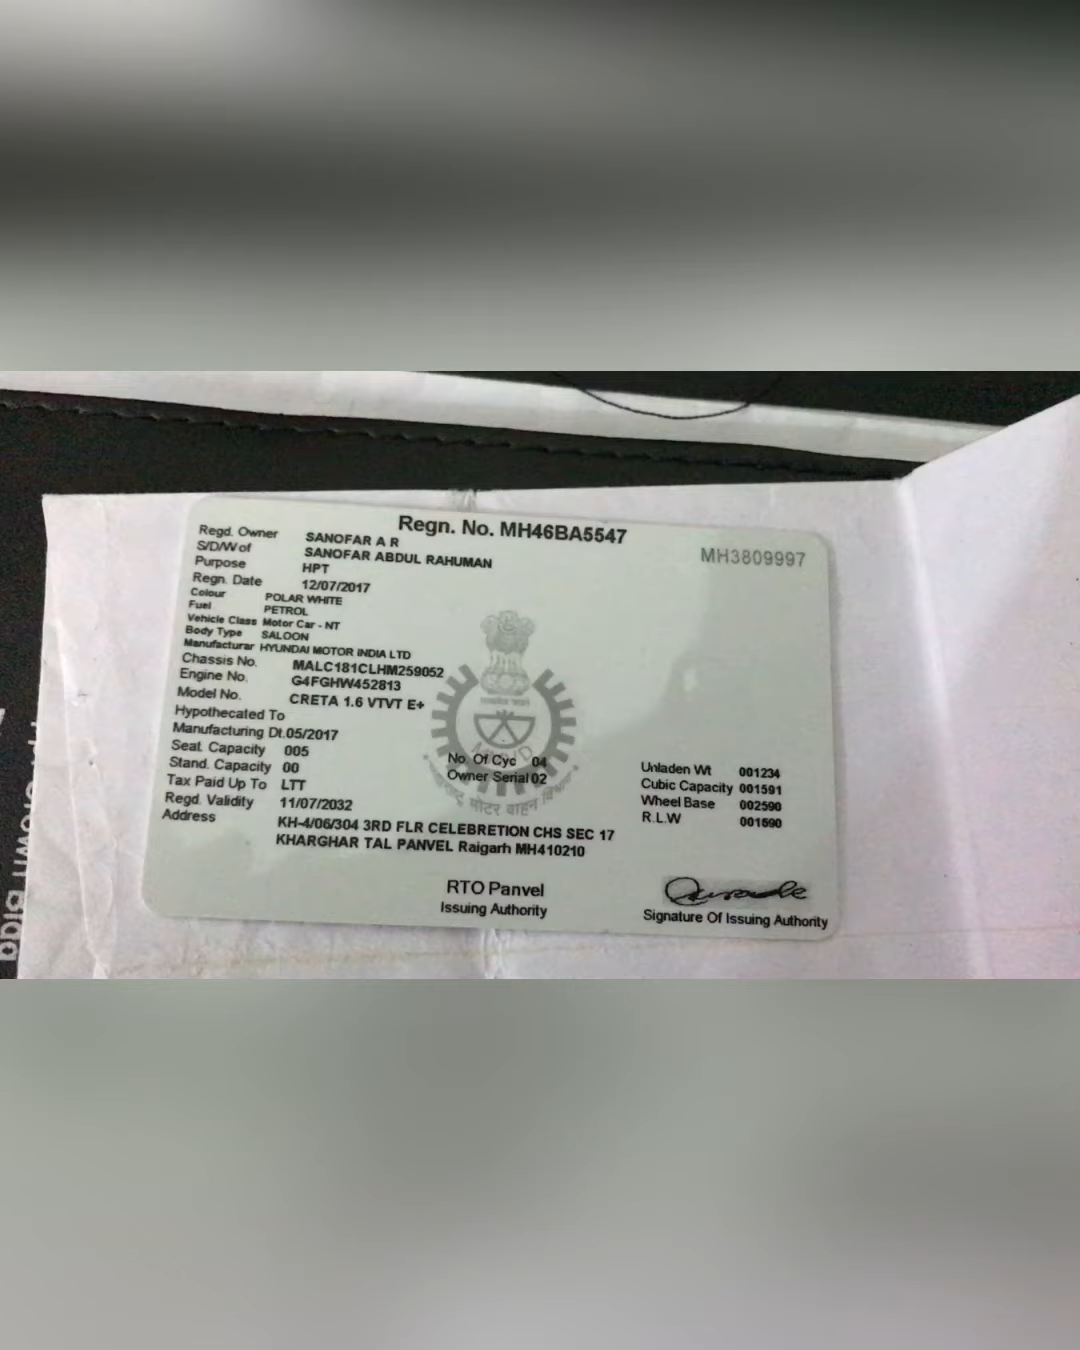 Regn. No. MH46BA5547
MH3809997
Regd. Owner SANOFAR A R
S/D/W of SANOFAR ABDUL RAHUMAN
Purpose HPT
Regn. Date 12/07/2017
Colour POLAR WHITE
Fuel PETROL
Vehicle Class Motor Car - NT
Body Type SALOON
Manufacturar HYUNDAI MOTOR INDIA LTD
Chassis No. MALC181CLHM259052
Engine No. G4FGHW452813
Model No. CRETA 1.6 VTVT E+
Hypothecated To
Manufacturing Dt.05/2017
Seat. Capacity 005
Stand. Capacity 00
Tax Paid Up To LTT
Regd. Validity 11/07/2032
No. Of Cyc 04
Owner Serial 02
Unladen Wt 001234
Cubic Capacity 001591
Wheel Base 002590
R.L.W 001690
Address KH-4/06/304 3RD FLR CELEBRETION CHS SEC 17
KHARGHAR TAL PANVEL Raigarh MH410210
मोटर वाहन
RTO Panvel
Issuing Authority
Signature Of Issuing Authority